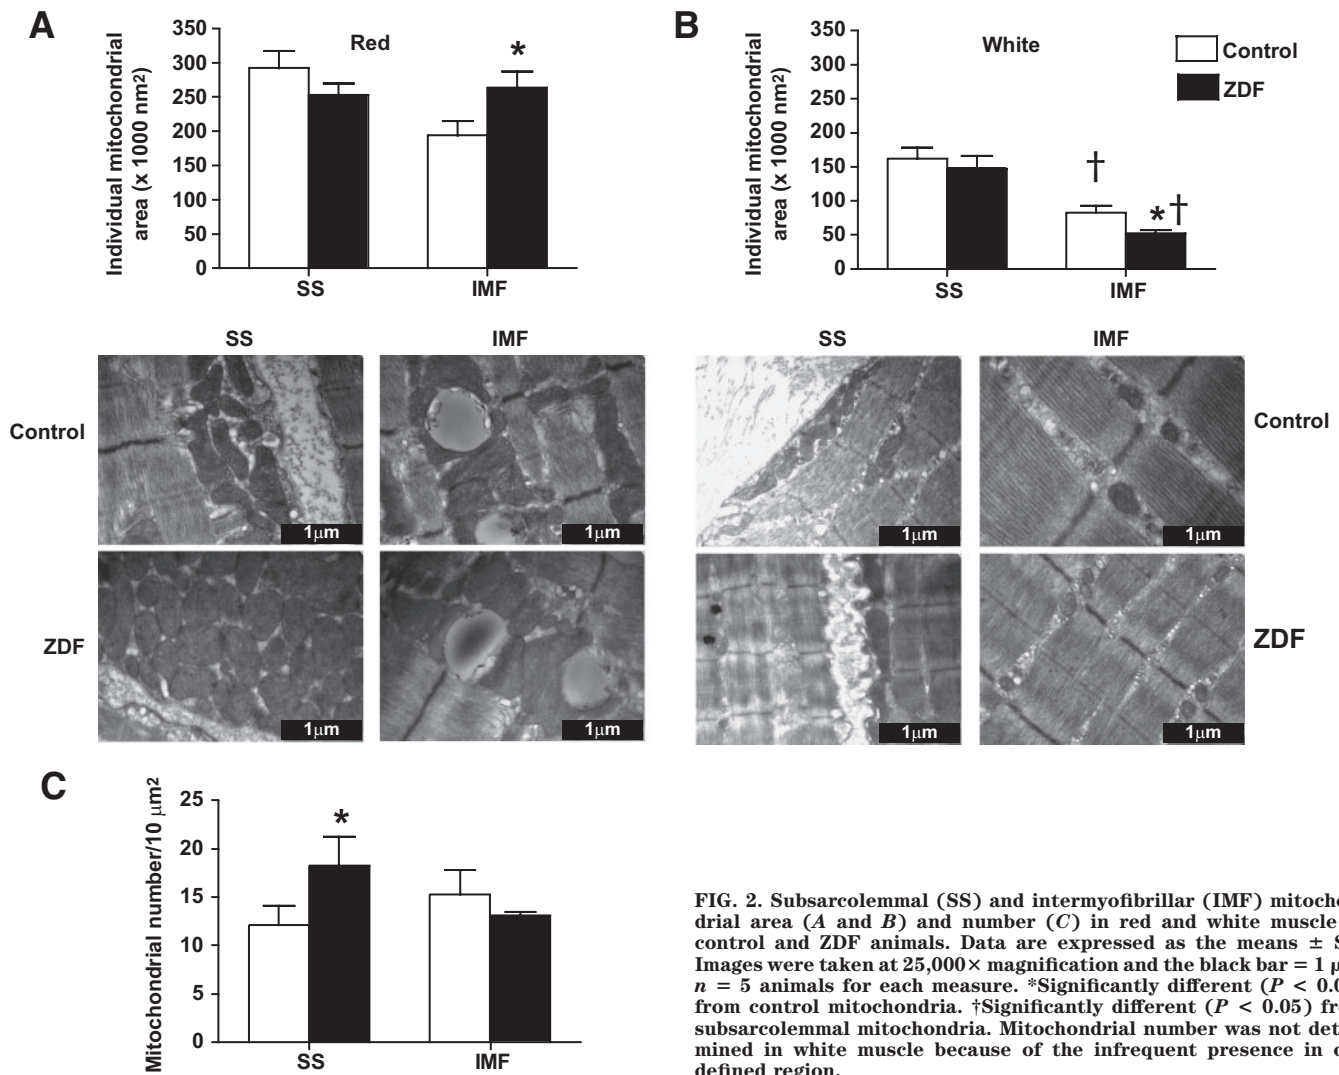 A
Individual mitochondrial
area (x 1000 nm2)
350
300
250
200
150
100
50
0
Red
*
SS
IMF
B
Individual mitochondrial
area (x 1000 nm2)
350
300
250
200
150
100
50
0
White
†
*†
SS
IMF
Control
ZDF
SS
IMF
Control
1μm
1μm
ZDF
1μm
1μm
SS
IMF
Control
1μm
1μm
ZDF
1μm
1μm
C
Mitochondrial number/10 μm2
25
20
15
10
5
0
*
SS
IMF
FIG. 2. Subsarcolemmal (SS) and intermyofibrillar (IMF) mitocho
drial area (A and B) and number (C) in red and white muscle
control and ZDF animals. Data are expressed as the means ± S
Images were taken at 25,000× magnification and the black bar = 1 μ
n = 5 animals for each measure. *Significantly different (P < 0.0
from control mitochondria. †Significantly different (P < 0.05) fro
subsarcolemmal mitochondria. Mitochondrial number was not det
mined in white muscle because of the infrequent presence in
defined region.